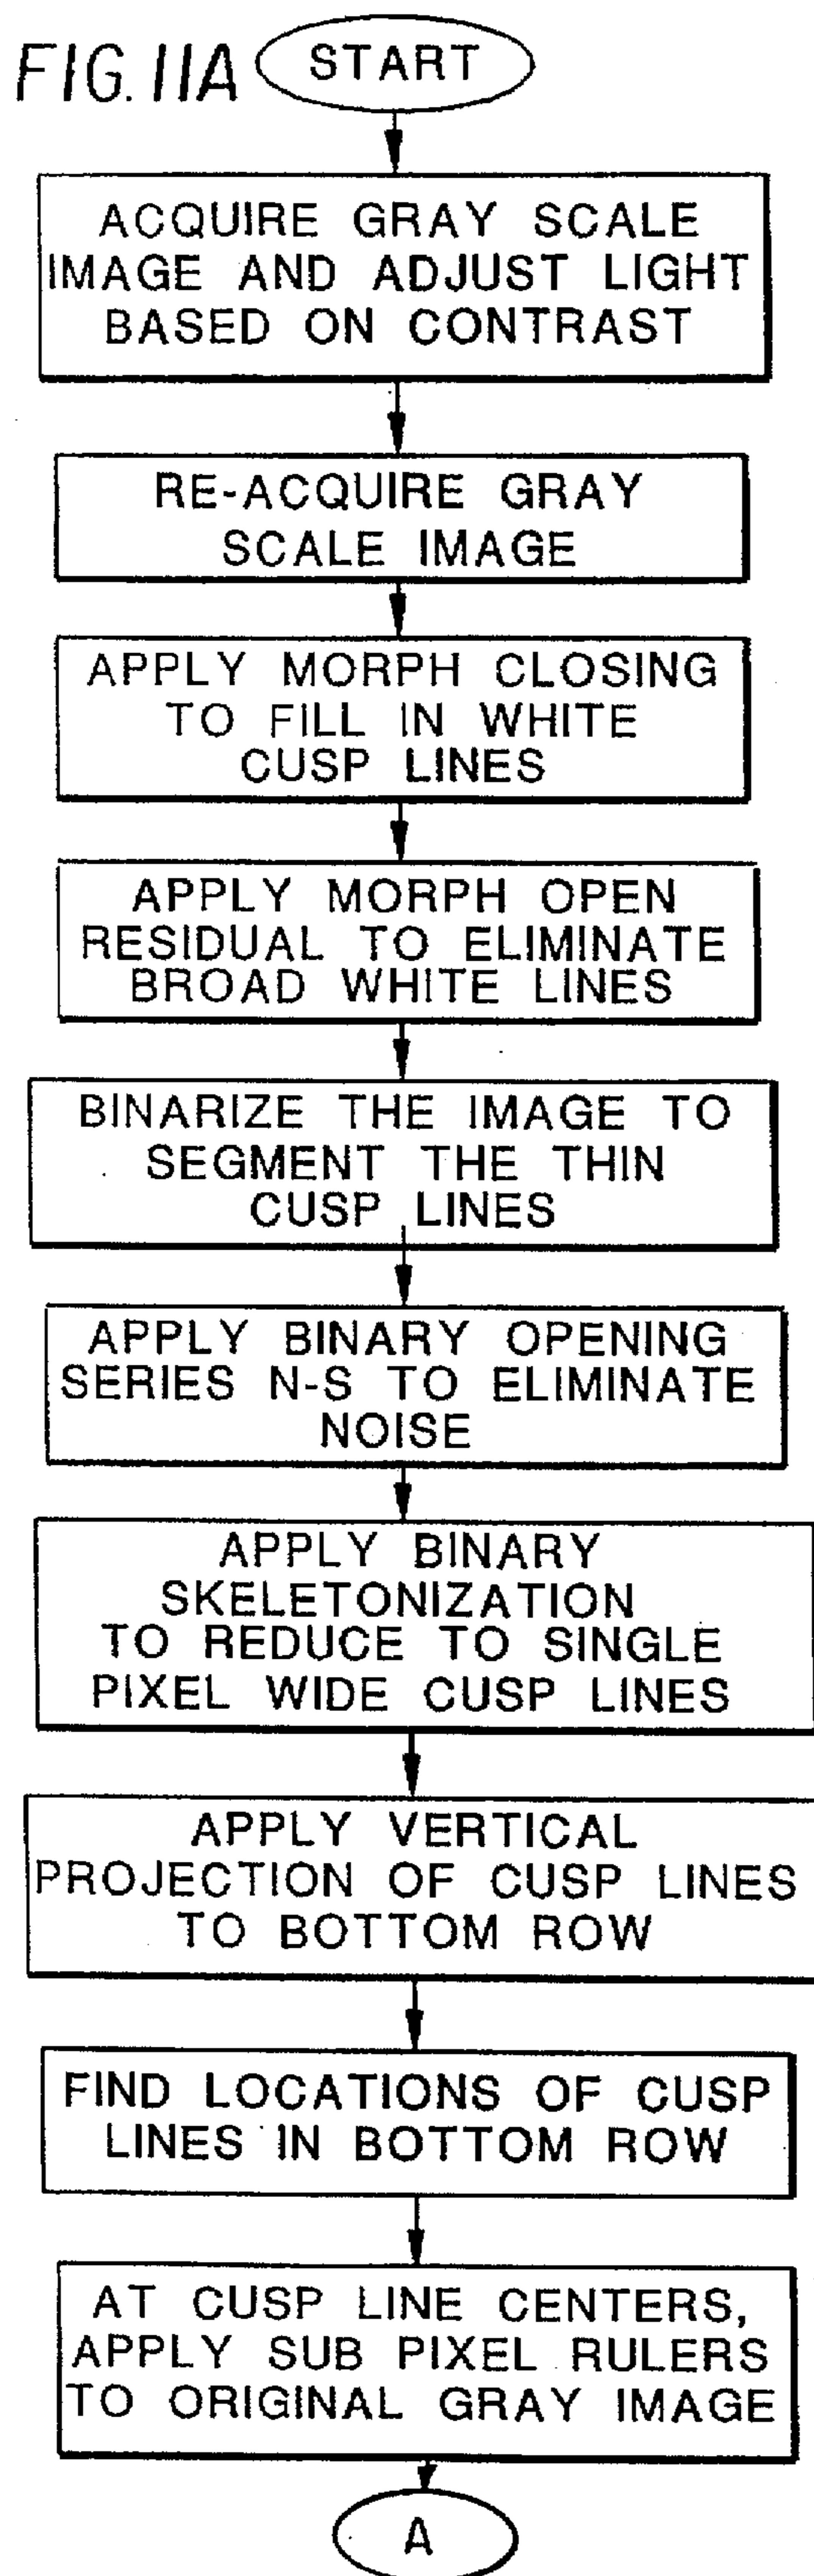 FIG. 11A
START
ACQUIRE GRAY SCALE
IMAGE AND ADJUST LIGHT
BASED ON CONTRAST
RE-ACQUIRE GRAY
SCALE IMAGE
APPLY MORPH CLOSING
TO FILL IN WHITE
CUSP LINES
APPLY MORPH OPEN
RESIDUAL TO ELIMINATE
BROAD WHITE LINES
BINARIZE THE IMAGE TO
SEGMENT THE THIN
CUSP LINES
APPLY BINARY OPENING
SERIES N-S TO ELIMINATE
NOISE
APPLY BINARY
SKELETONIZATION
TO REDUCE TO SINGLE
PIXEL WIDE CUSP LINES
APPLY VERTICAL
PROJECTION OF CUSP LINES
TO BOTTOM ROW
FIND LOCATIONS OF CUSP
LINES IN BOTTOM ROW
AT CUSP LINE CENTERS,
APPLY SUB PIXEL RULERS
TO ORIGINAL GRAY IMAGE
A